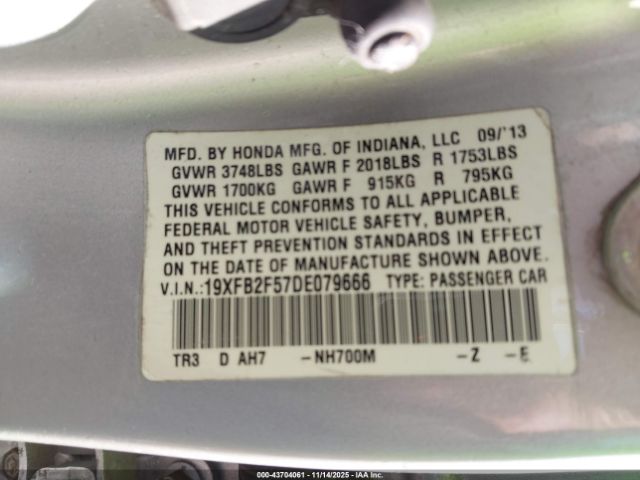 MFD. BY HONDA MFG. OF INDIANA, LLC 09/'13
GVWR 3748LBS GAWR F 2018LBS R 1753LBS
GVWR 1700KG GAWR F 915KG R 795KG
THIS VEHICLE CONFORMS TO ALL APPLICABLE
FEDERAL MOTOR VEHICLE SAFETY, BUMPER,
AND THEFT PREVENTION STANDARDS IN EFFECT
ON THE DATE OF MANUFACTURE SHOWN ABOVE.
V.I.N.:19XFB2F57DE079666 TYPE: PASSENGER CAR
TR3 D AH7 -NH700M -Z -E
000-43704061 - 11/14/2025 - IAA Inc.